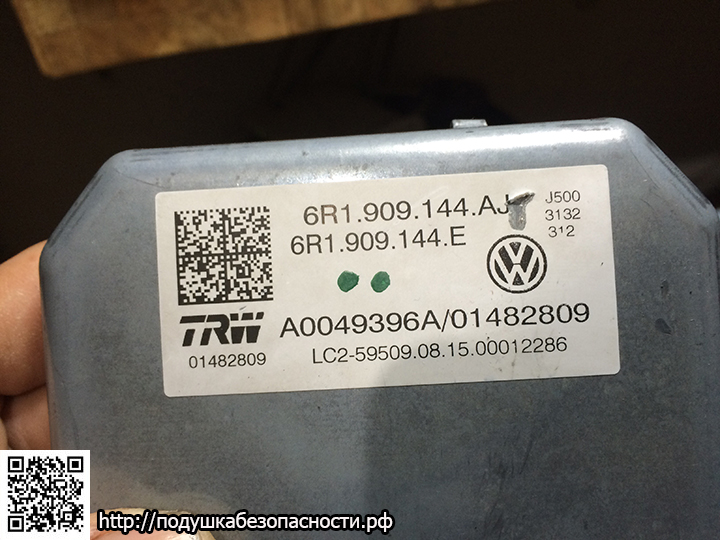 6R1.909.144.AJ
J500
3132
312
6R1.909.144.E
TRW
A0049396A/01482809
01482809
LC2-59509.08.15.00012286
http://подушкабезопасности.рф